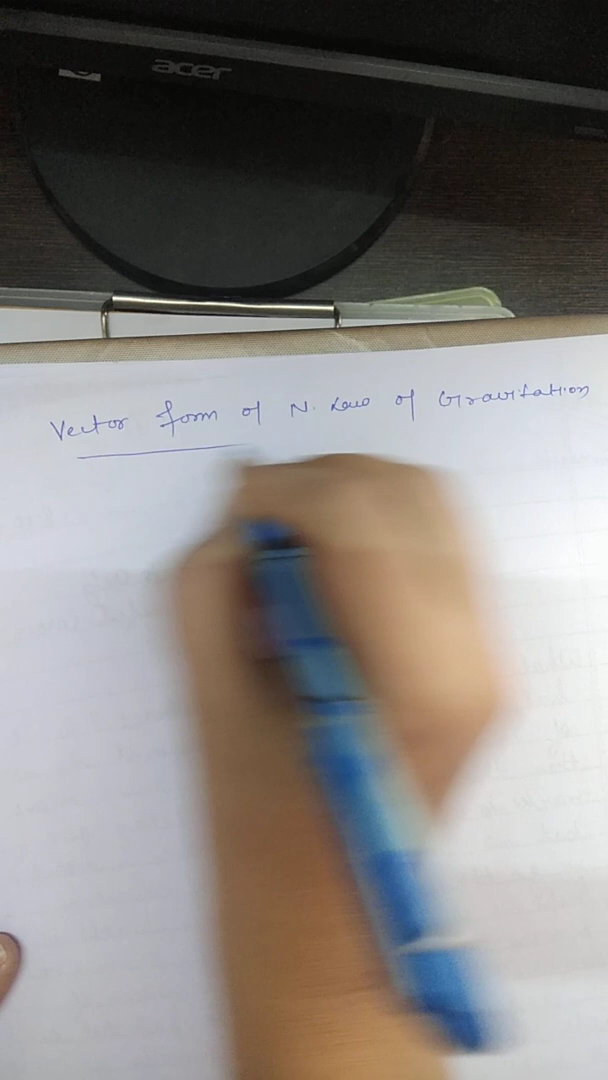 acer
Vector form of N. Law of Gravitation